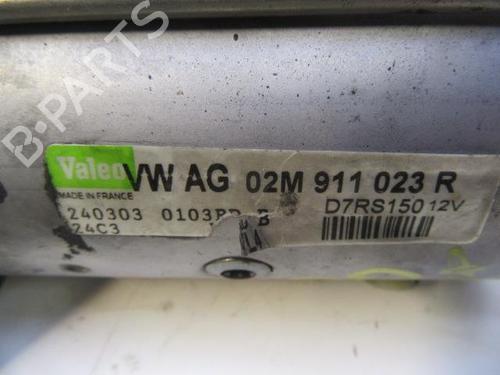 B-PARTS
Valeo VW AG 02M 911 023 R
MADE IN FRANCE
D7RS150 12V
240303 0103
24C3